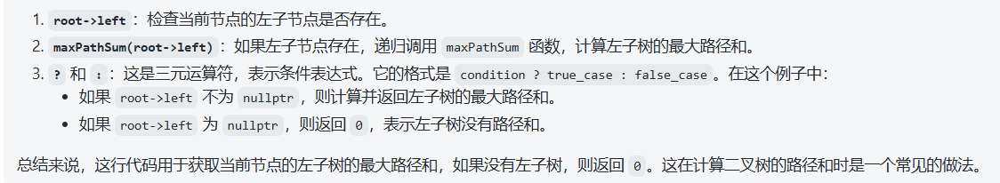 1. root->left：检查当前节点的左子节点是否存在。
2. maxPathSum(root->left)：如果左子节点存在，递归调用 maxPathSum 函数，计算左子树的最大路径和。
3. ? 和 :：这是三元运算符，表示条件表达式。它的格式是 condition ? true_case : false_case。在这个例子中：
• 如果 root->left 不为 nullptr，则计算并返回左子树的最大路径和。
• 如果 root->left 为 nullptr，则返回 0，表示左子树没有路径和。
总结来说，这行代码用于获取当前节点的左子树的最大路径和，如果没有左子树，则返回 0。这在计算二叉树的路径和时是一个常见的做法。